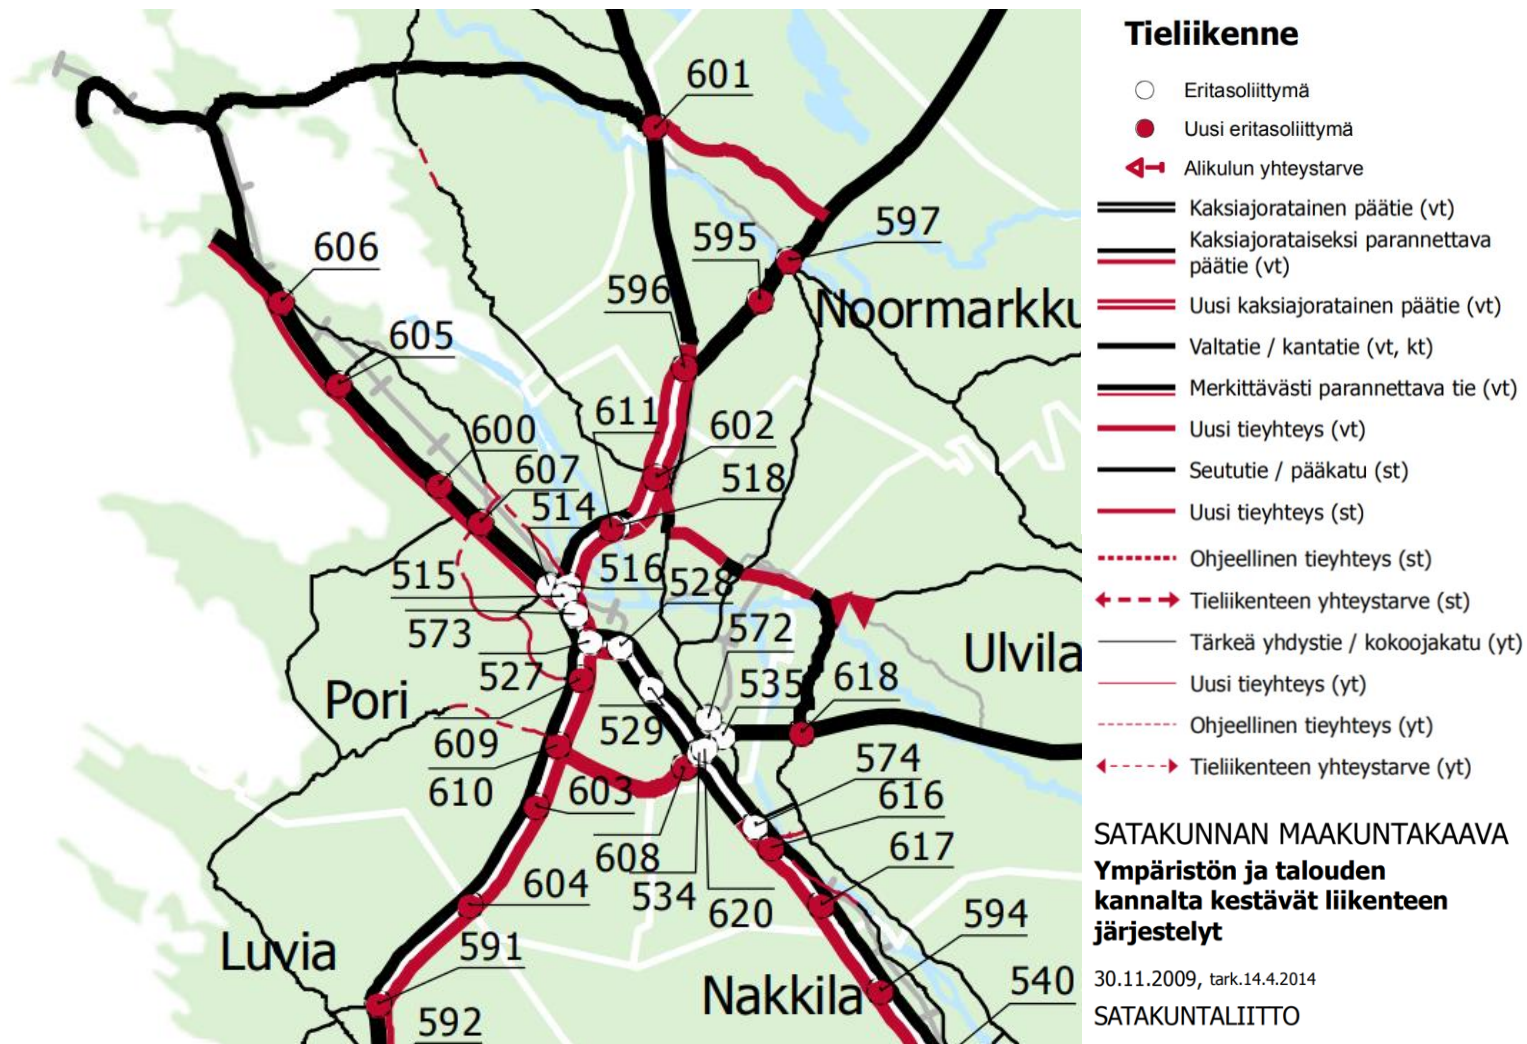 601
597
595
606
596
Noormarkku
605
611
602
600
607
518
514
516
528
515
573
572
Ulvila
527
535
618
Pori
529
609
574
610
603
616
608
617
604
534
620
594
591
Luvia
540
Nakkila
592
Tieliikenne
Eritasoliittymä
Uusi eritasoliittymä
Alikulun yhteystarve
Kaksiajoratainen päätie (vt)
Kaksiajorataiseksi parannettava
päätie (vt)
Uusi kaksiajoratainen päätie (vt)
Valtatie / kantatie (vt, kt)
Merkittävästi parannettava tie (vt)
Uusi tieyhteys (vt)
Seututie / pääkatu (st)
Uusi tieyhteys (st)
Ohjeellinen tieyhteys (st)
Tieliikenteen yhteystarve (st)
Tärkeä yhdystie / kokoojakatu (yt)
Uusi tieyhteys (yt)
Ohjeellinen tieyhteys (yt)
Tieliikenteen yhteystarve (yt)
SATAKUNNAN MAAKUNTAKAAVA
Ympäristön ja talouden
kannalta kestävät liikenteen
järjestelyt
30.11.2009, tark.14.4.2014
SATAKUNTALIITTO